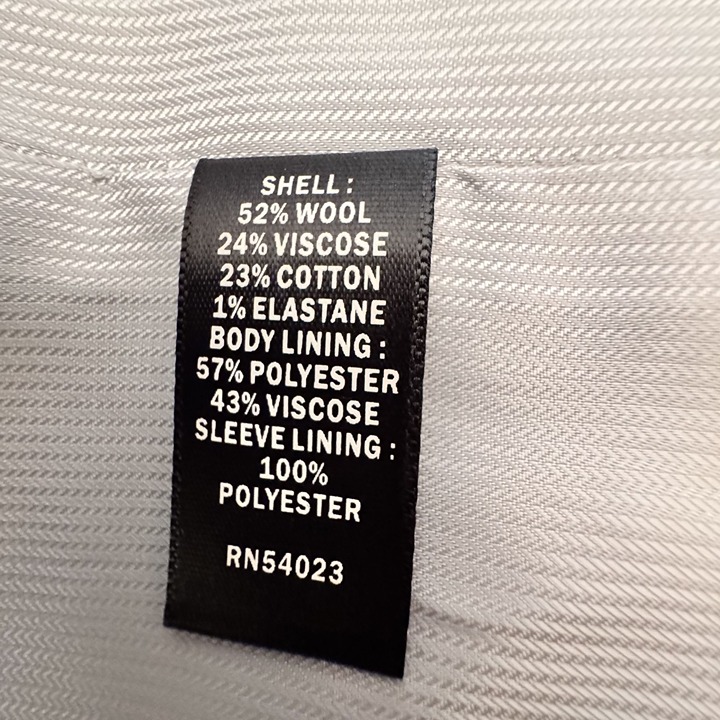 SHELL :
52% WOOL
24% VISCOSE
23% COTTON
1% ELASTANE
BODY LINING :
57% POLYESTER
43% VISCOSE
SLEEVE LINING :
100%
POLYESTER
RN54023